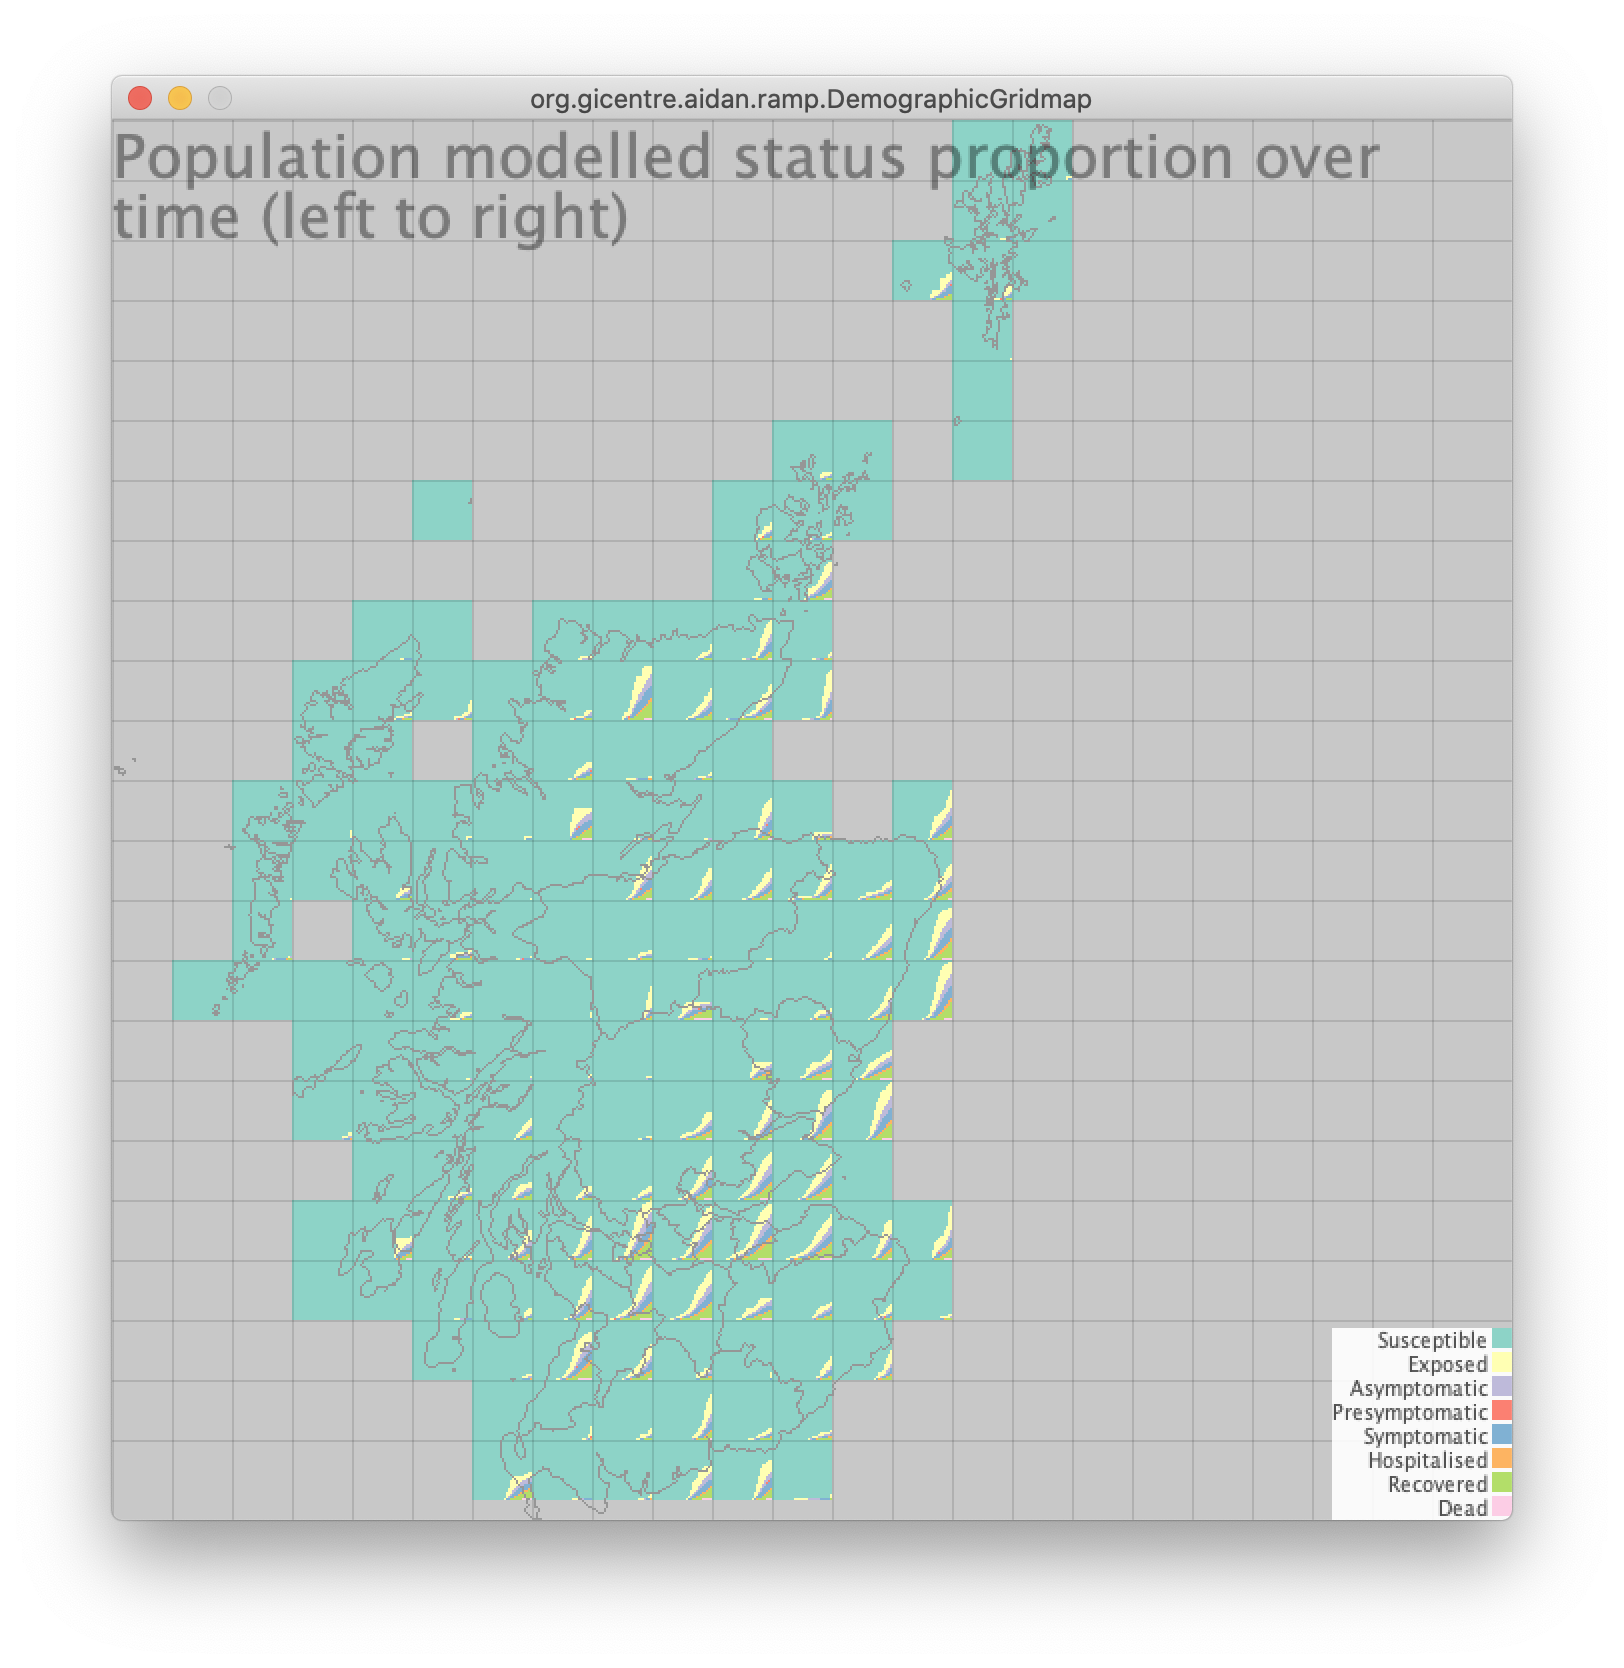 org.gicentre.aidan.ramp.DemographicGridmap
Population modelled status proportion over
time (left to right)
Susceptible
Exposed
Asymptomatic
Presymptomatic
Symptomatic
Hospitalised
Recovered
Dead